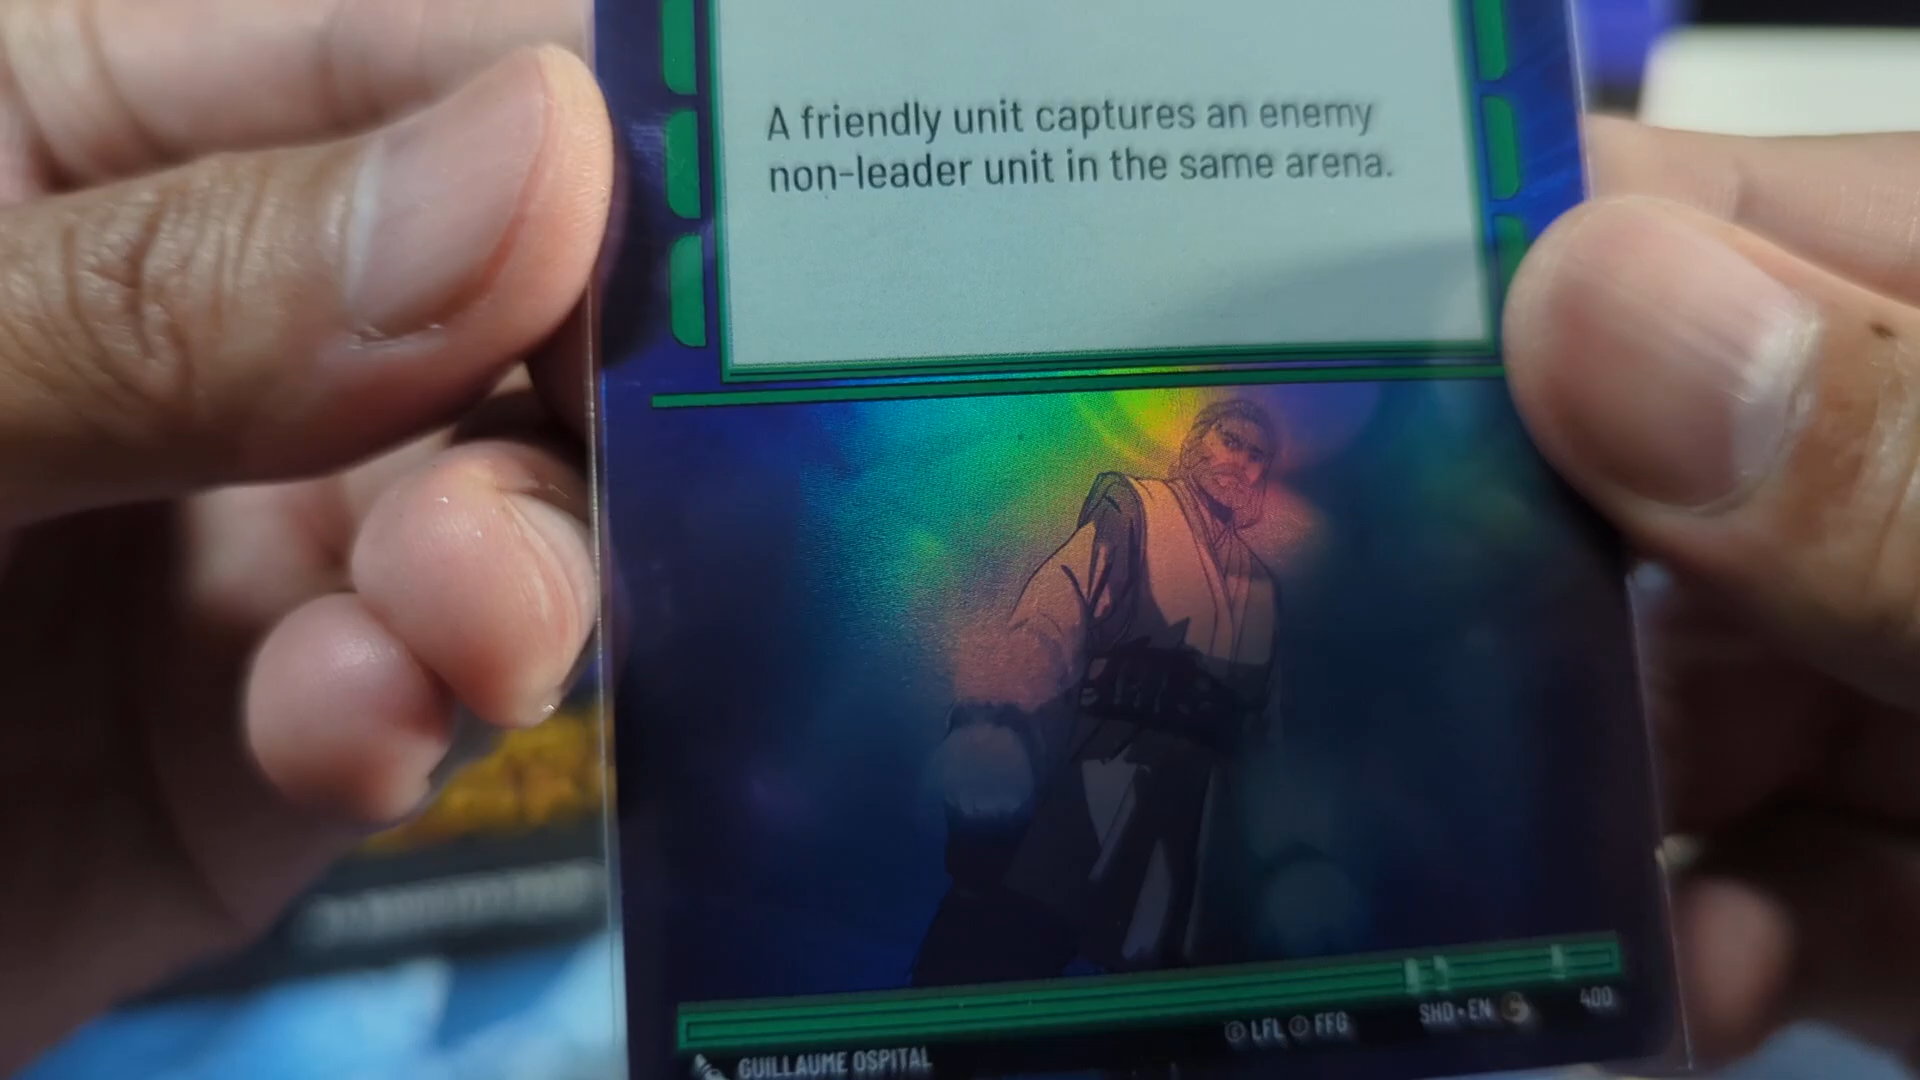 A friendly unit captures an enemy
non-leader unit in the same arena.
© LFL © FFG
SHD • EN C 400
GUILLAUME OSPITAL